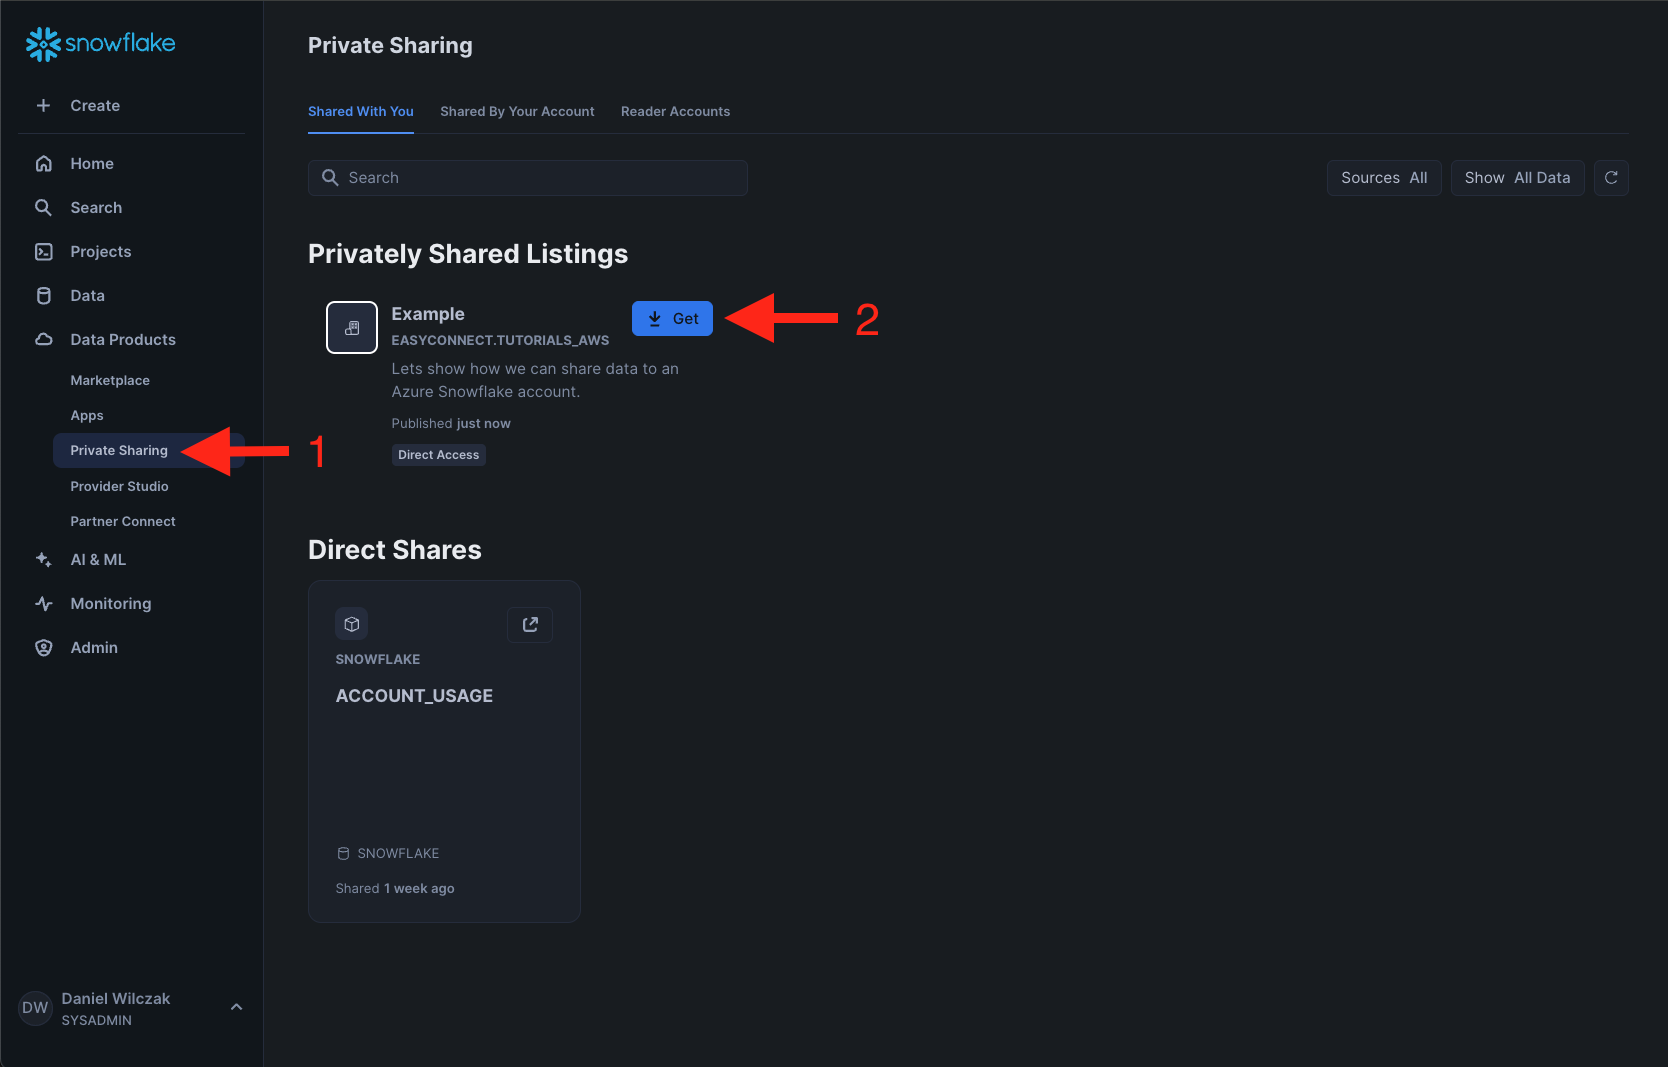 snowflake
Create
Home
Search
Projects
Data
Data Products
Marketplace
Apps
Private Sharing
1
Provider Studio
Partner Connect
AI & ML
Monitoring
Admin
DW
Daniel Wilczak
SYSADMIN
Private Sharing
Shared With You Shared By Your Account Reader Accounts
Search
Sources All Show All Data
Privately Shared Listings
Example
Get
2
EASYCONNECT.TUTORIALS_AWS
Lets show how we can share data to an
Azure Snowflake account.
Published just now
Direct Access
Direct Shares
SNOWFLAKE
ACCOUNT_USAGE
SNOWFLAKE
Shared 1 week ago